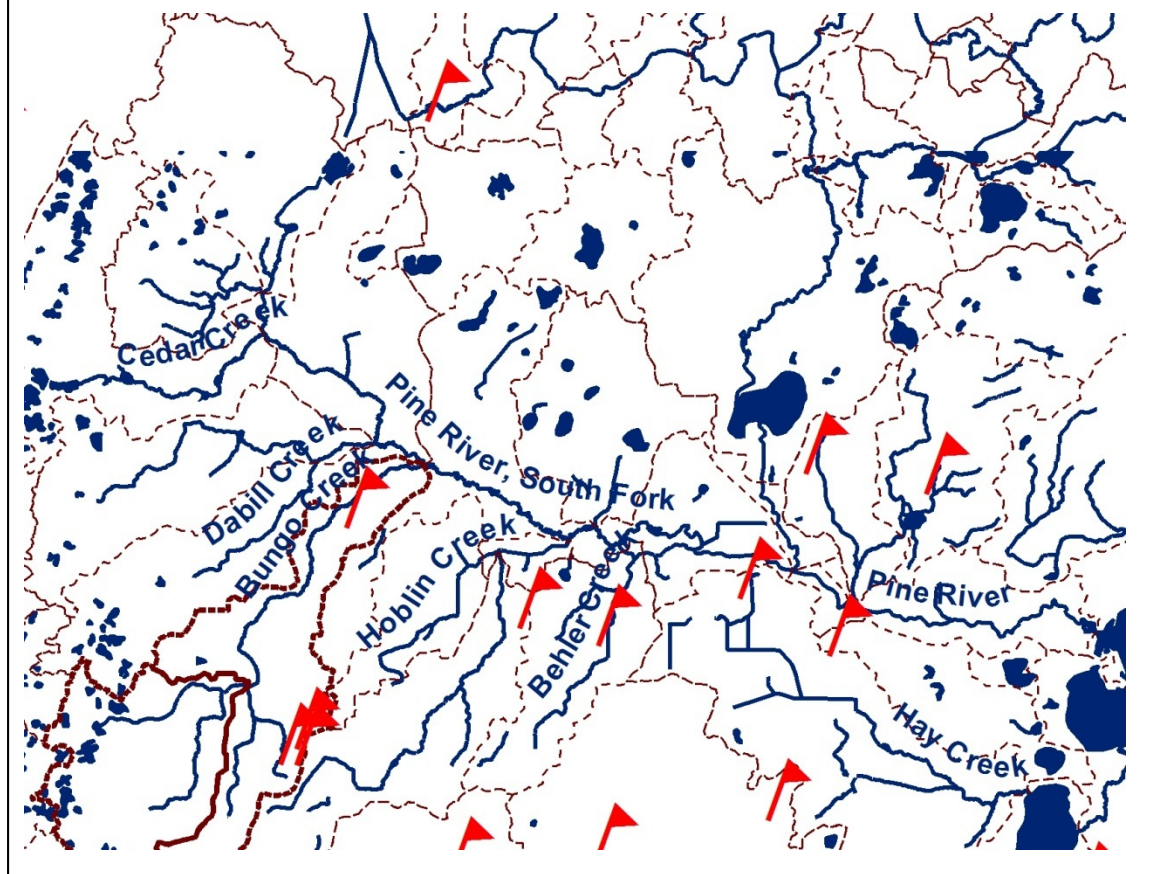 Cedar Creek
Pine River, South Fork
Dabill Creek
Bungo Creek
Hoblin Creek
Behler Creek
Pine River
Hay Creek